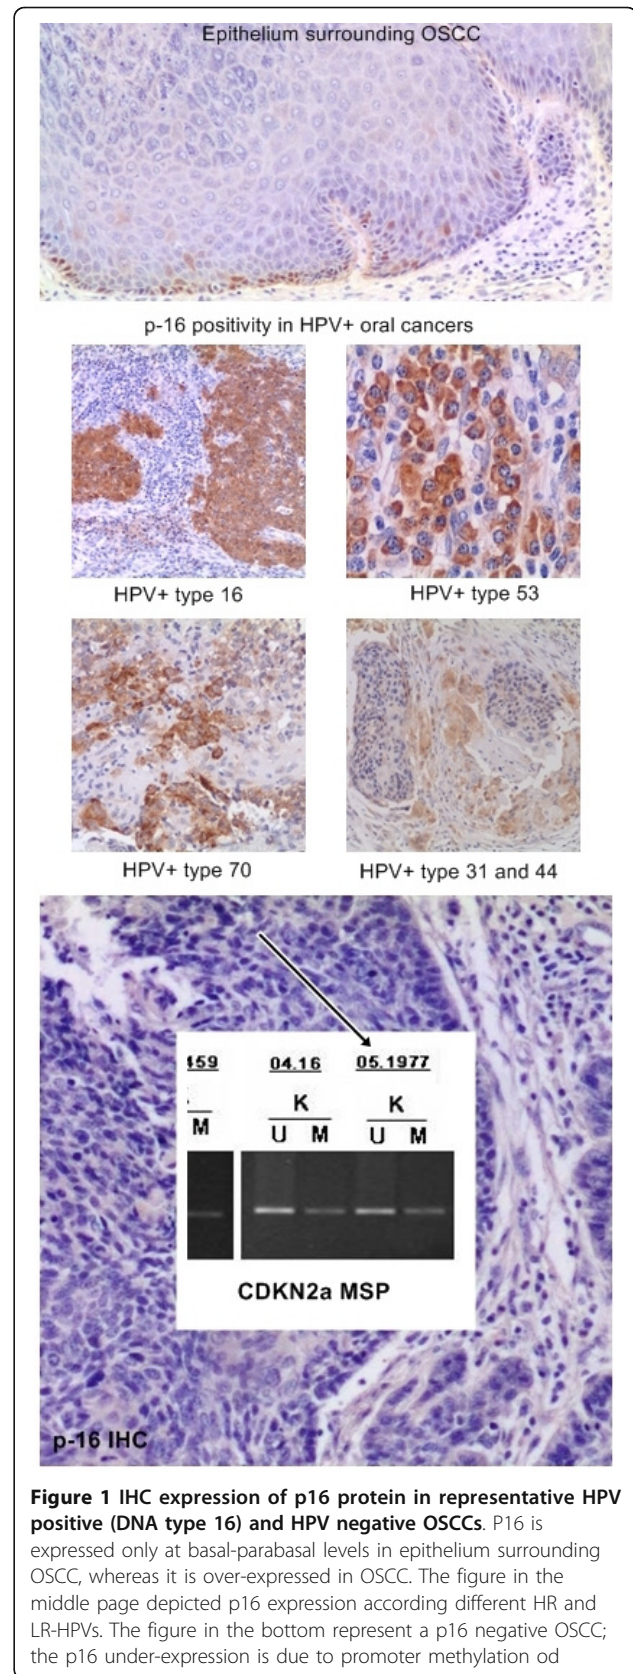 Epithelium surrounding OSCC
p-16 positivity in HPV+ oral cancers
HPV+ type 16
HPV+ type 53
HPV+ type 70
HPV+ type 31 and 44
459 04.16 05.1977
K K
M U M U M
CDKN2a MSP
p-16 IHC
Figure 1 IHC expression of p16 protein in representative HPV
positive (DNA type 16) and HPV negative OSCCs. P16 is
expressed only at basal-parabasal levels in epithelium surrounding
OSCC, whereas it is over-expressed in OSCC. The figure in the
middle page depicted p16 expression according different HR and
LR-HPVs. The figure in the bottom represent a p16 negative OSCC;
the p16 under-expression is due to promoter methylation od